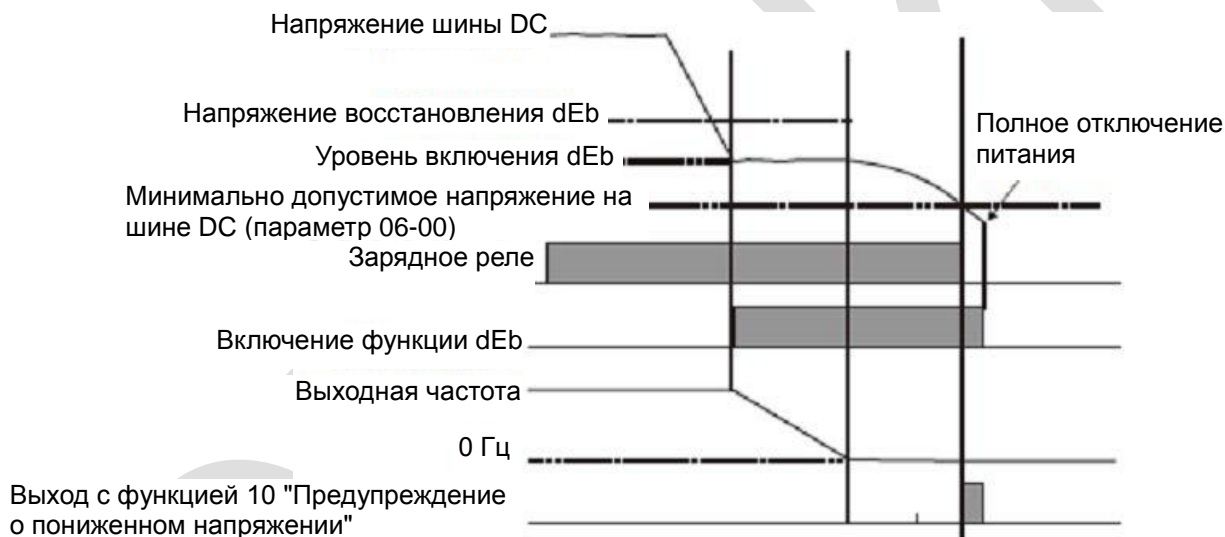 Напряжение шины DC
Напряжение восстановления dEb
Полное отключение
питания
Уровень включения dEb
Минимально допустимое напряжение на
шине DC (параметр 06-00)
Зарядное реле
Включение функции dEb
Выходная частота
0 Гц
Выход с функцией 10 "Предупреждение
о пониженном напряжении"